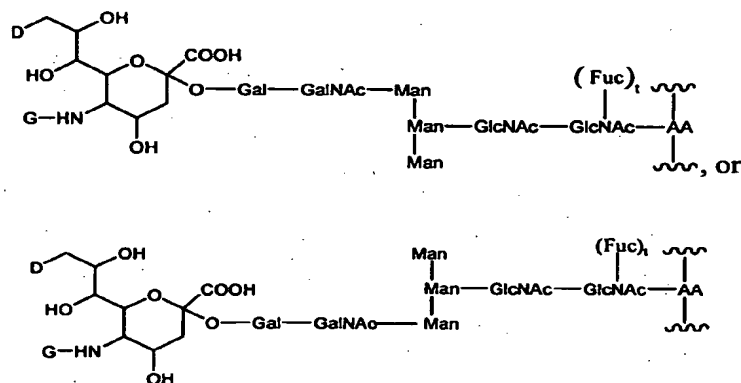 OH
D
HO
O
COOH
O—Gal—GalNAc—Man
G—HN
OH
(Fuc)t
Man—GlcNAc—GlcNAc—AA
Man
, or
OH
D
HO
O
COOH
O—Gal—GalNAc—Man
G—HN
OH
Man
(Fuc)t
Man—GlcNAc—GlcNAc—AA